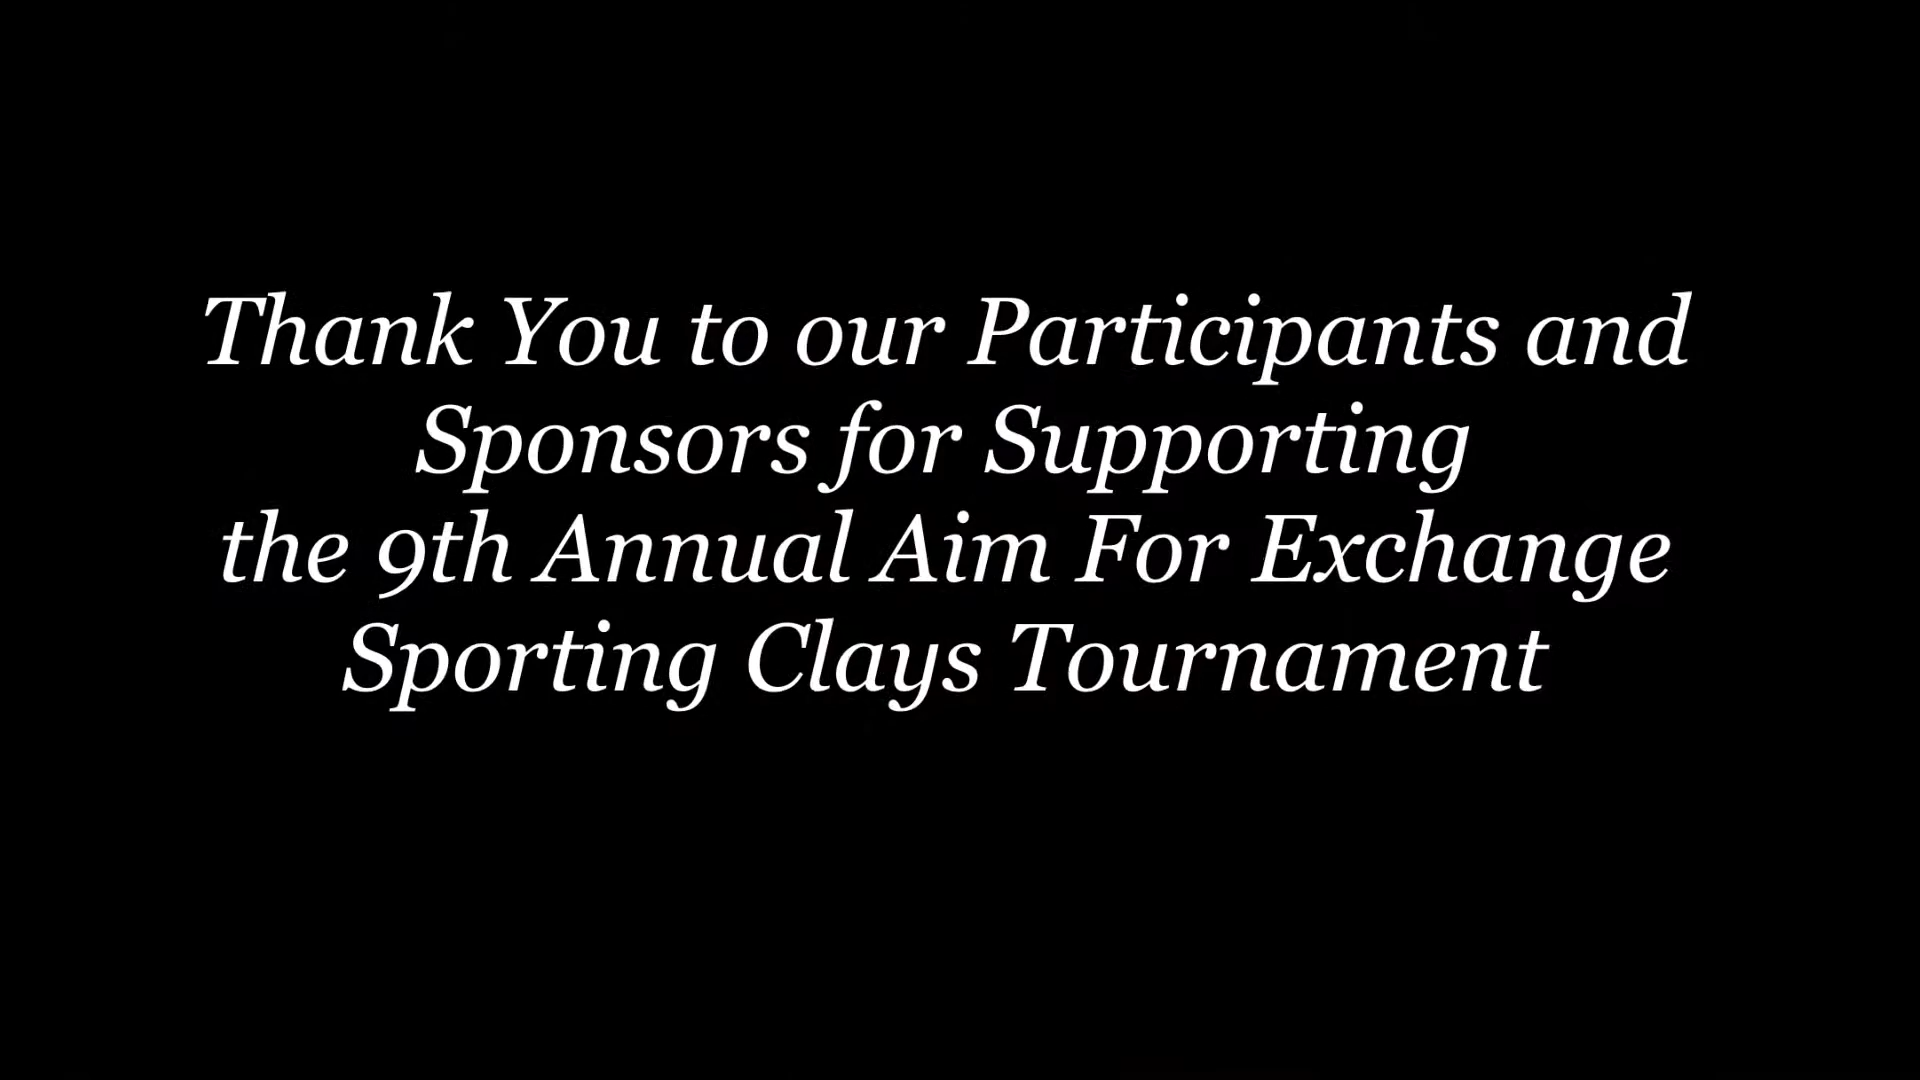 Thank You to our Participants and
Sponsors for Supporting
the 9th Annual Aim For Exchange
Sporting Clays Tournament